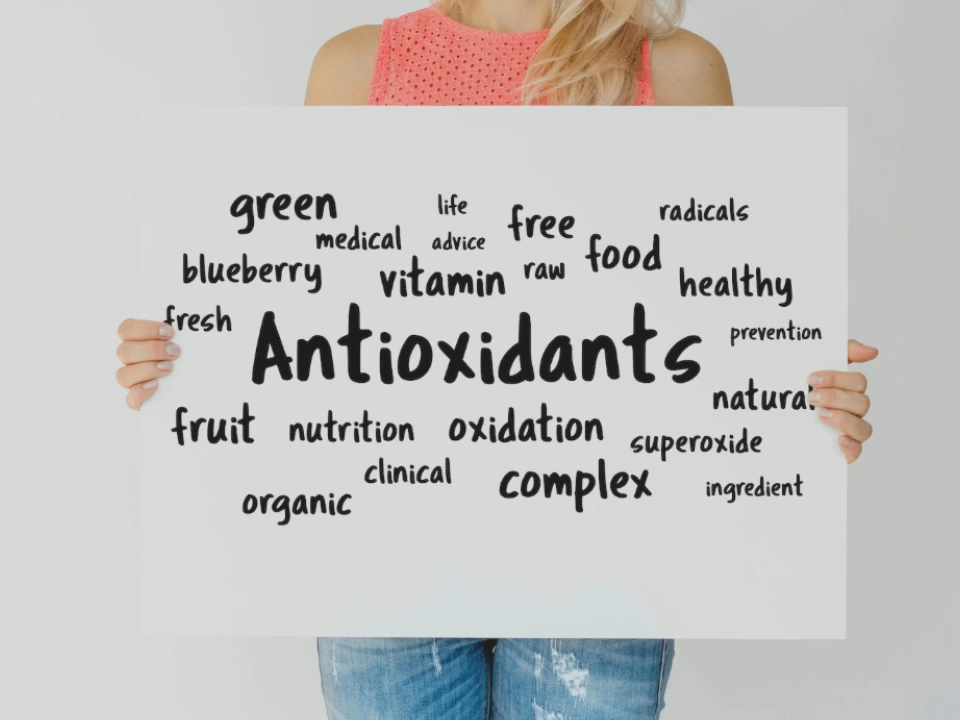 green life free radicals
medical advice food
blueberry vitamin raw healthy
fresh Antioxidants prevention
natural
fruit nutrition oxidation superoxide
clinical complex ingredient
organic